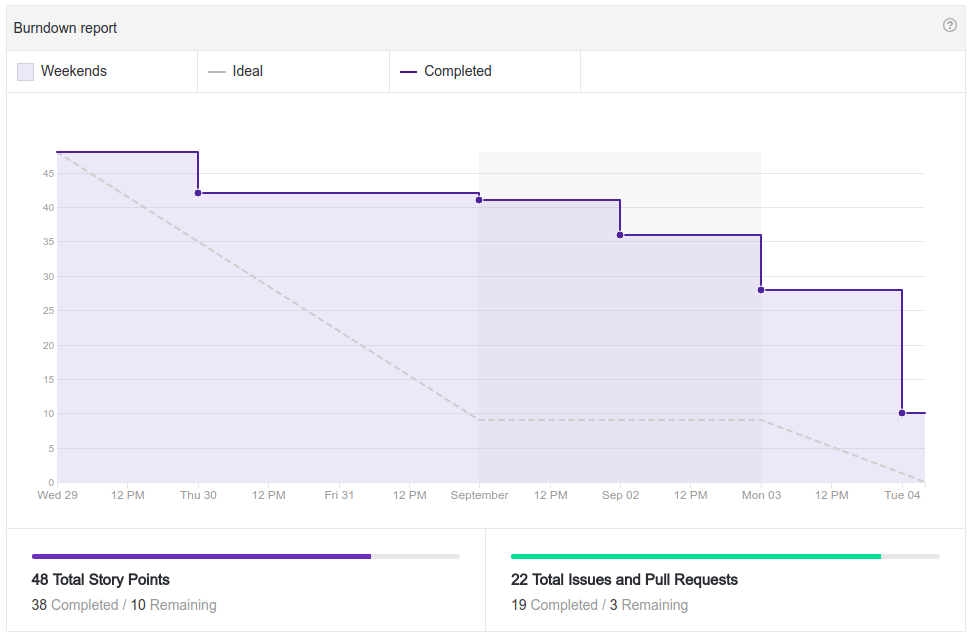 Burndown report
?
Weekends
Ideal
Completed
45
40
35
30
25
20
15
10
5
0
Wed 29 12 PM Thu 30 12 PM Fri 31 12 PM September 12 PM Sep 02 12 PM Mon 03 12 PM Tue 04
48 Total Story Points
38 Completed / 10 Remaining
22 Total Issues and Pull Requests
19 Completed / 3 Remaining